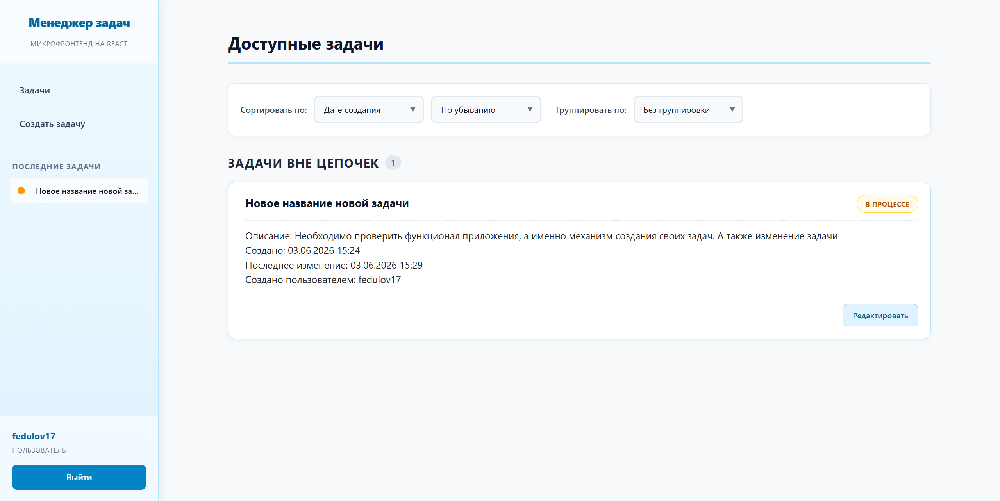 Менеджер задач
МИКРОФРОНТЕНД НА REACT
Задачи
Создать задачу
ПОСЛЕДНИЕ ЗАДАЧИ
Новое название новой за...
fedulov17
ПОЛЬЗОВАТЕЛЬ
Выйти
Доступные задачи
Сортировать по: Дате создания По убыванию Группировать по: Без группировки
ЗАДАЧИ ВНЕ ЦЕПОЧЕК 1
Новое название новой задачи В ПРОЦЕССЕ
Описание: Необходимо проверить функционал приложения, а именно механизм создания своих задач. А также изменение задачи
Создано: 03.06.2026 15:24
Последнее изменение: 03.06.2026 15:29
Создано пользователем: fedulov17
Редактировать